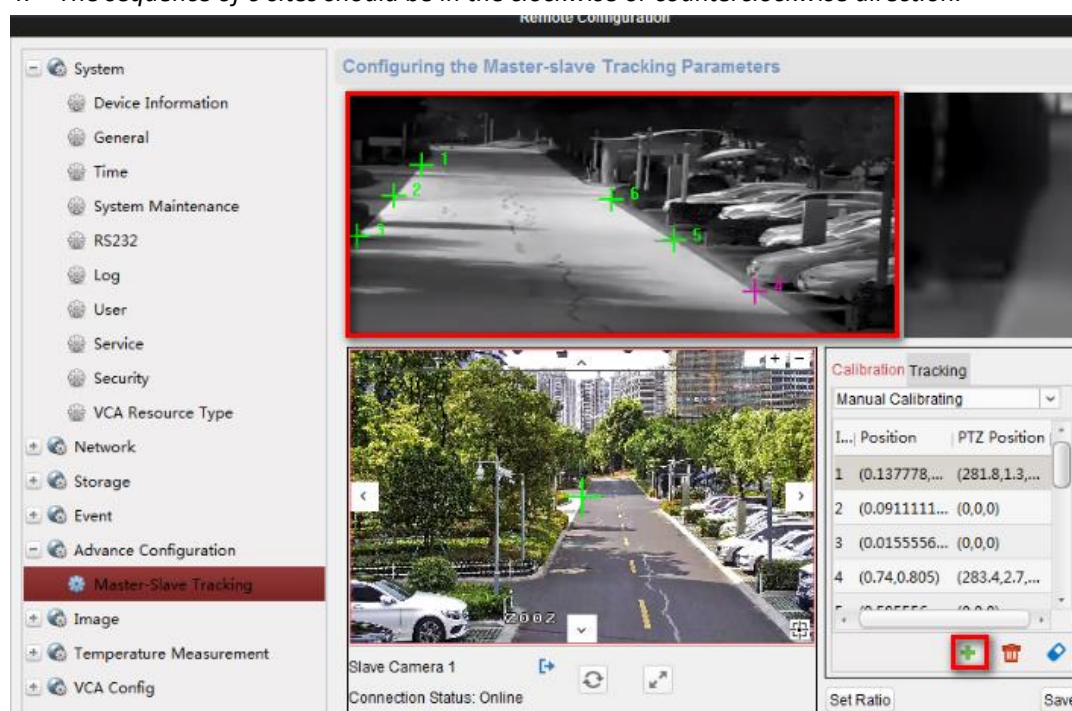 4. The sequence of 6 sites should be in the clockwise or counterclockwise direction.
Remote Configuration
System
Device Information
General
Time
System Maintenance
RS232
Log
User
Service
Security
VCA Resource Type
Network
Storage
Event
Advance Configuration
Master-Slave Tracking
Image
Temperature Measurement
VCA Config
Configuring the Master-slave Tracking Parameters
1
2
3
6
5
4
Z002
Slave Camera 1
Connection Status: Online
Calibration Tracking
Manual Calibrating
I... Position PTZ Position
1 (0.137778,... (281.8,1.3,...
2 (0.0911111... (0,0,0)
3 (0.0155556... (0,0,0)
4 (0.74,0.805) (283.4,2.7,...
Set Ratio
Save